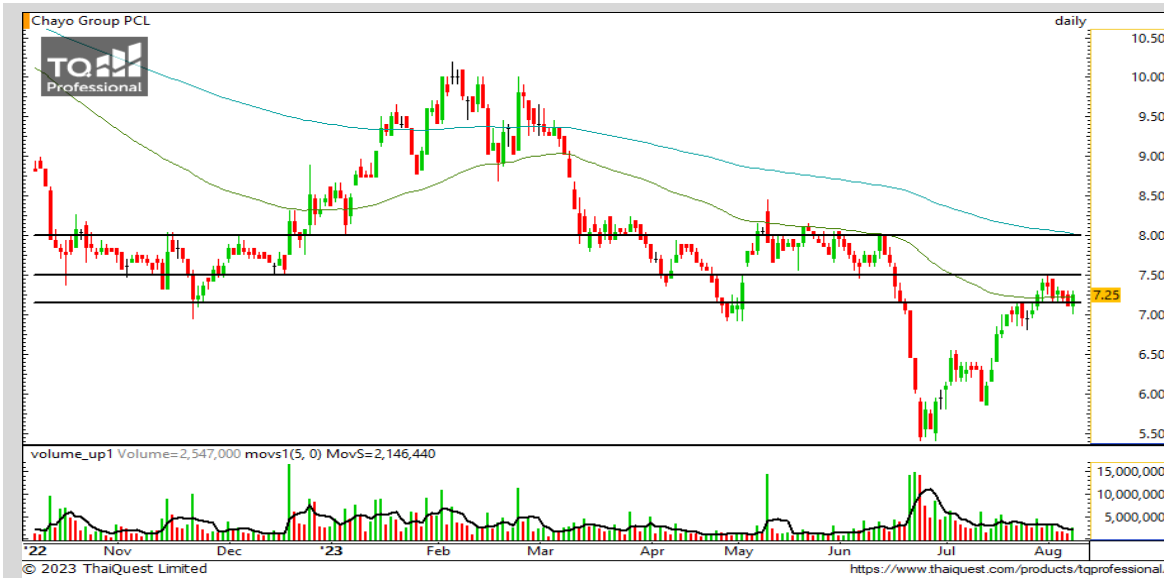 Chayo Group PCL daily
TQ
Professional
10.50
10.00
9.50
9.00
8.50
8.00
7.50
7.25
7.00
6.50
6.00
5.50
volume_up1 Volume=2,547,000 movs1(5, 0) MovS=2,146,440
15,000,000
10,000,000
5,000,000
'22 Nov Dec '23 Feb Mar Apr May Jun Jul Aug
© 2023 ThaiQuest Limited https://www.thaiquest.com/products/tqprofessional.